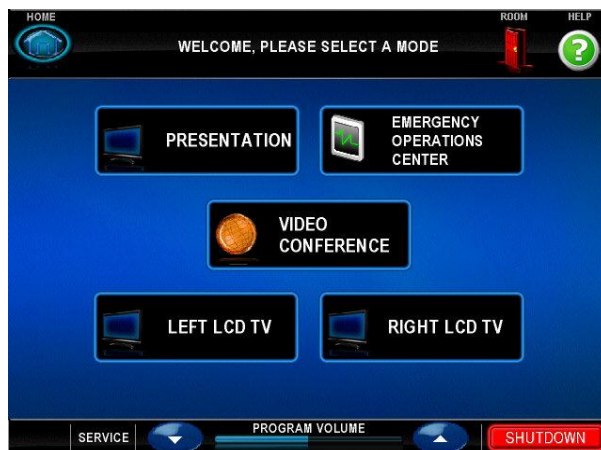 HOME
ROOM
HELP
WELCOME, PLEASE SELECT A MODE
?
PRESENTATION
EMERGENCY
OPERATIONS
CENTER
VIDEO
CONFERENCE
LEFT LCD TV
RIGHT LCD TV
SERVICE
PROGRAM VOLUME
SHUTDOWN